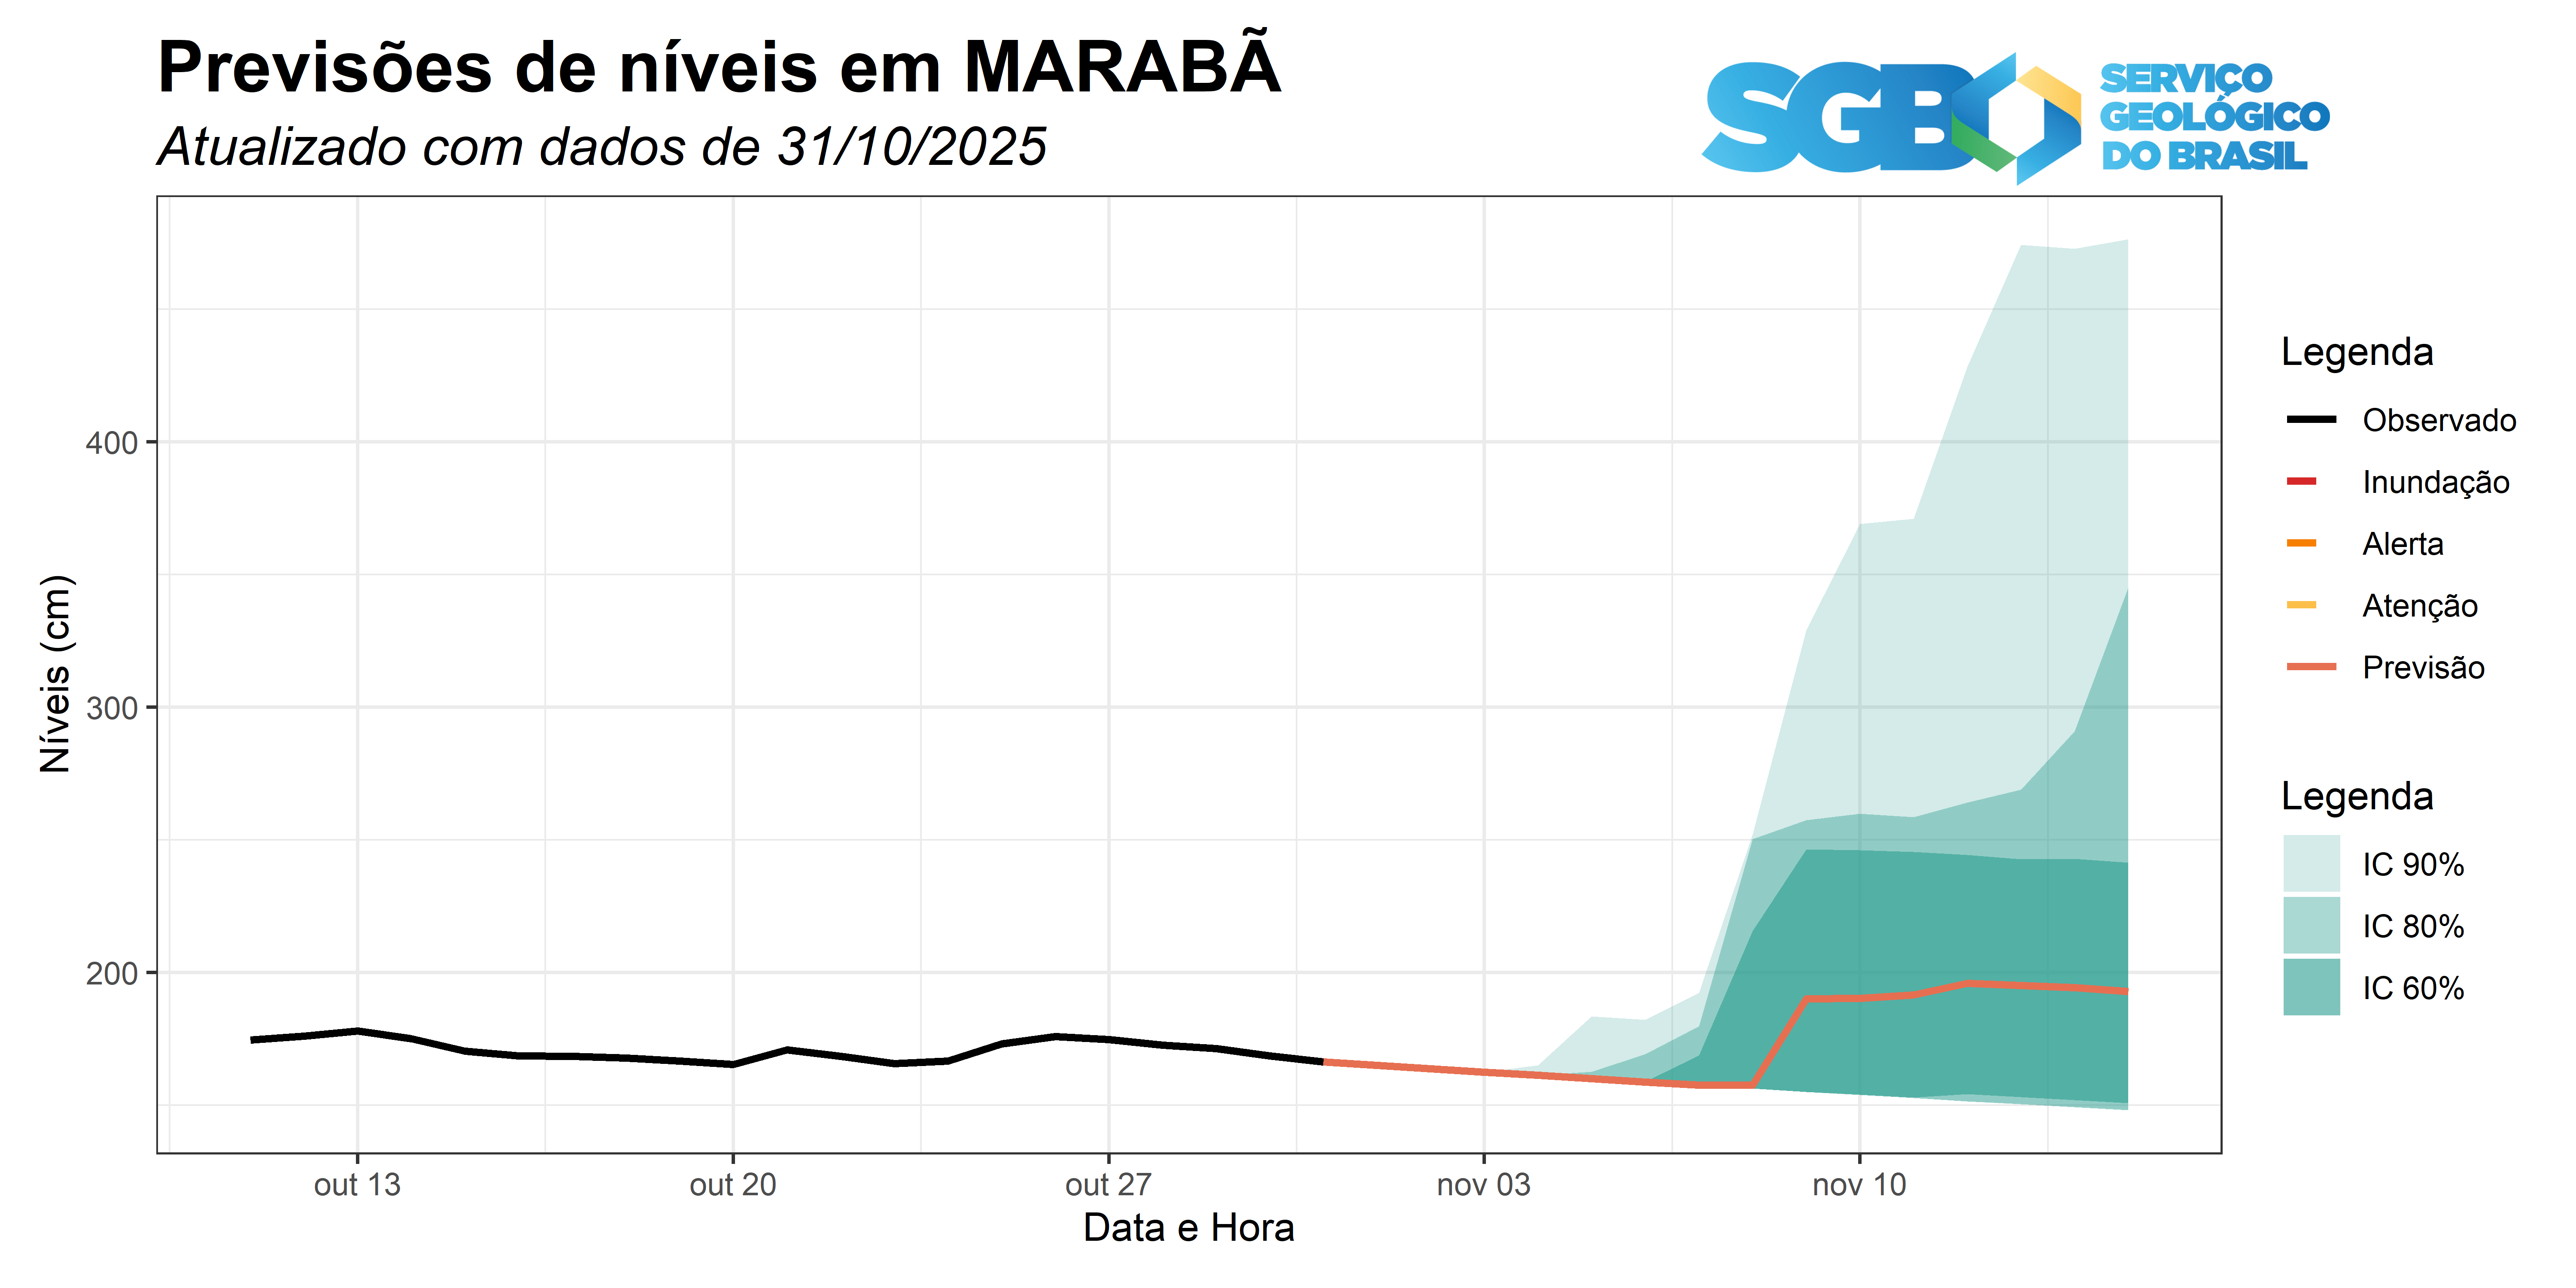 Previsões de níveis em MARABÃ
Atualizado com dados de 31/10/2025
SGB
SERVIÇO
GEOLÓGICO
DO BRASIL
Níveis (cm)
400
300
200
out 13
out 20
out 27
nov 03
nov 10
Data e Hora
Legenda
Observado
Inundação
Alerta
Atenção
Previsão
Legenda
IC 90%
IC 80%
IC 60%